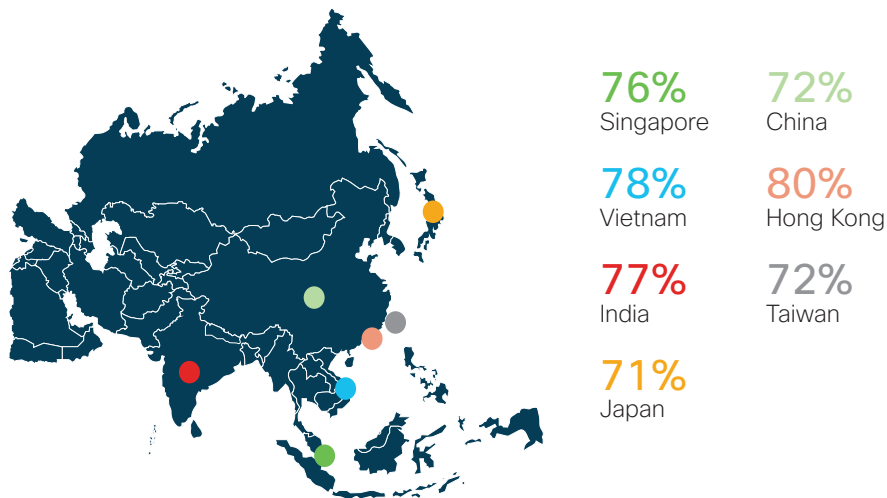 76%
Singapore
72%
China
78%
Vietnam
80%
Hong Kong
77%
India
72%
Taiwan
71%
Japan